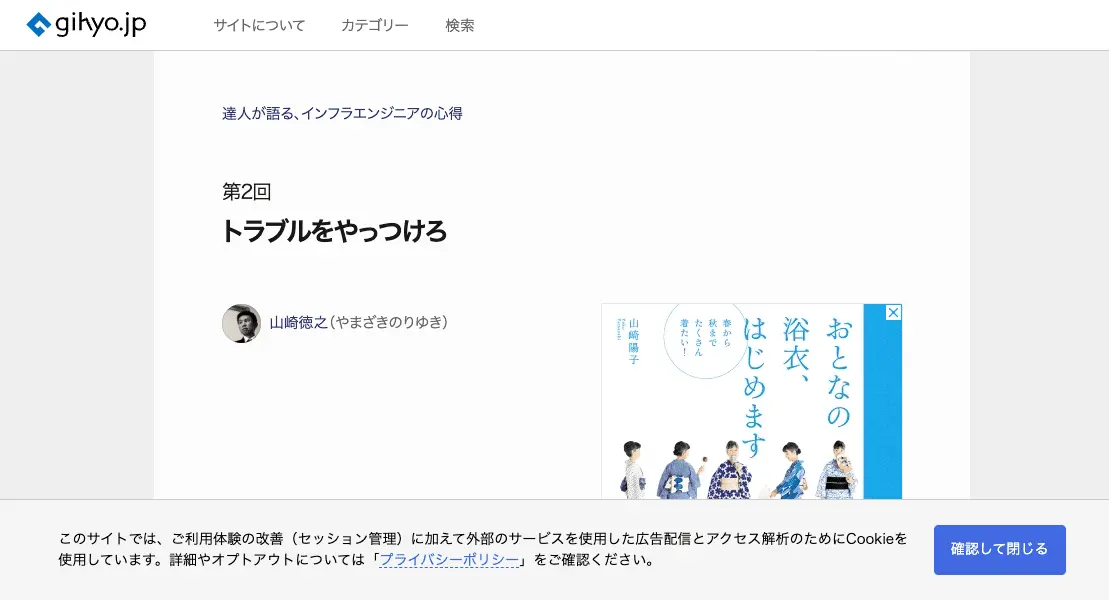 gihyo.jp
サイトについて
カテゴリー
検索
達人が語る、インフラエンジニアの心得
第2回
トラブルをやっつけろ
山崎徳之(やまざきのりゆき)
おとなの
浴衣、
はじめます
春から
秋まで
たくさん
着たい！
山崎陽子
このサイトでは、ご利用体験の改善（セッション管理）に加えて外部のサービスを使用した広告配信とアクセス解析のためにCookieを
使用しています。詳細やオプトアウトについては「プライバシーポリシー」をご確認ください。
確認して閉じる